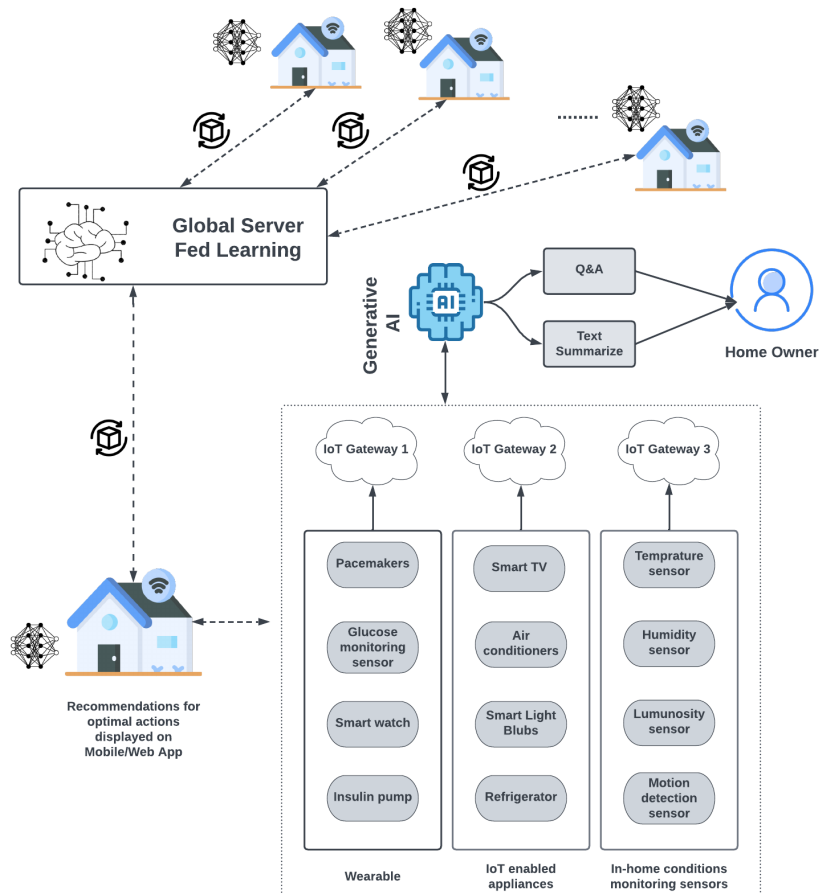 Global Server
Fed Learning
Generative
AI
AI
Q&A
Text
Summarize
Home Owner
IoT Gateway 1
IoT Gateway 2
IoT Gateway 3
Pacemakers
Glucose
monitoring
sensor
Smart watch
Insulin pump
Wearable
Smart TV
Air
conditioners
Smart Light
Blubs
Refrigerator
IoT enabled
appliances
Temprature
sensor
Humidity
sensor
Lumunosity
sensor
Motion
detection
sensor
In-home conditions
monitoring sensors
Recommendations for
optimal actions
displayed on
Mobile/Web App